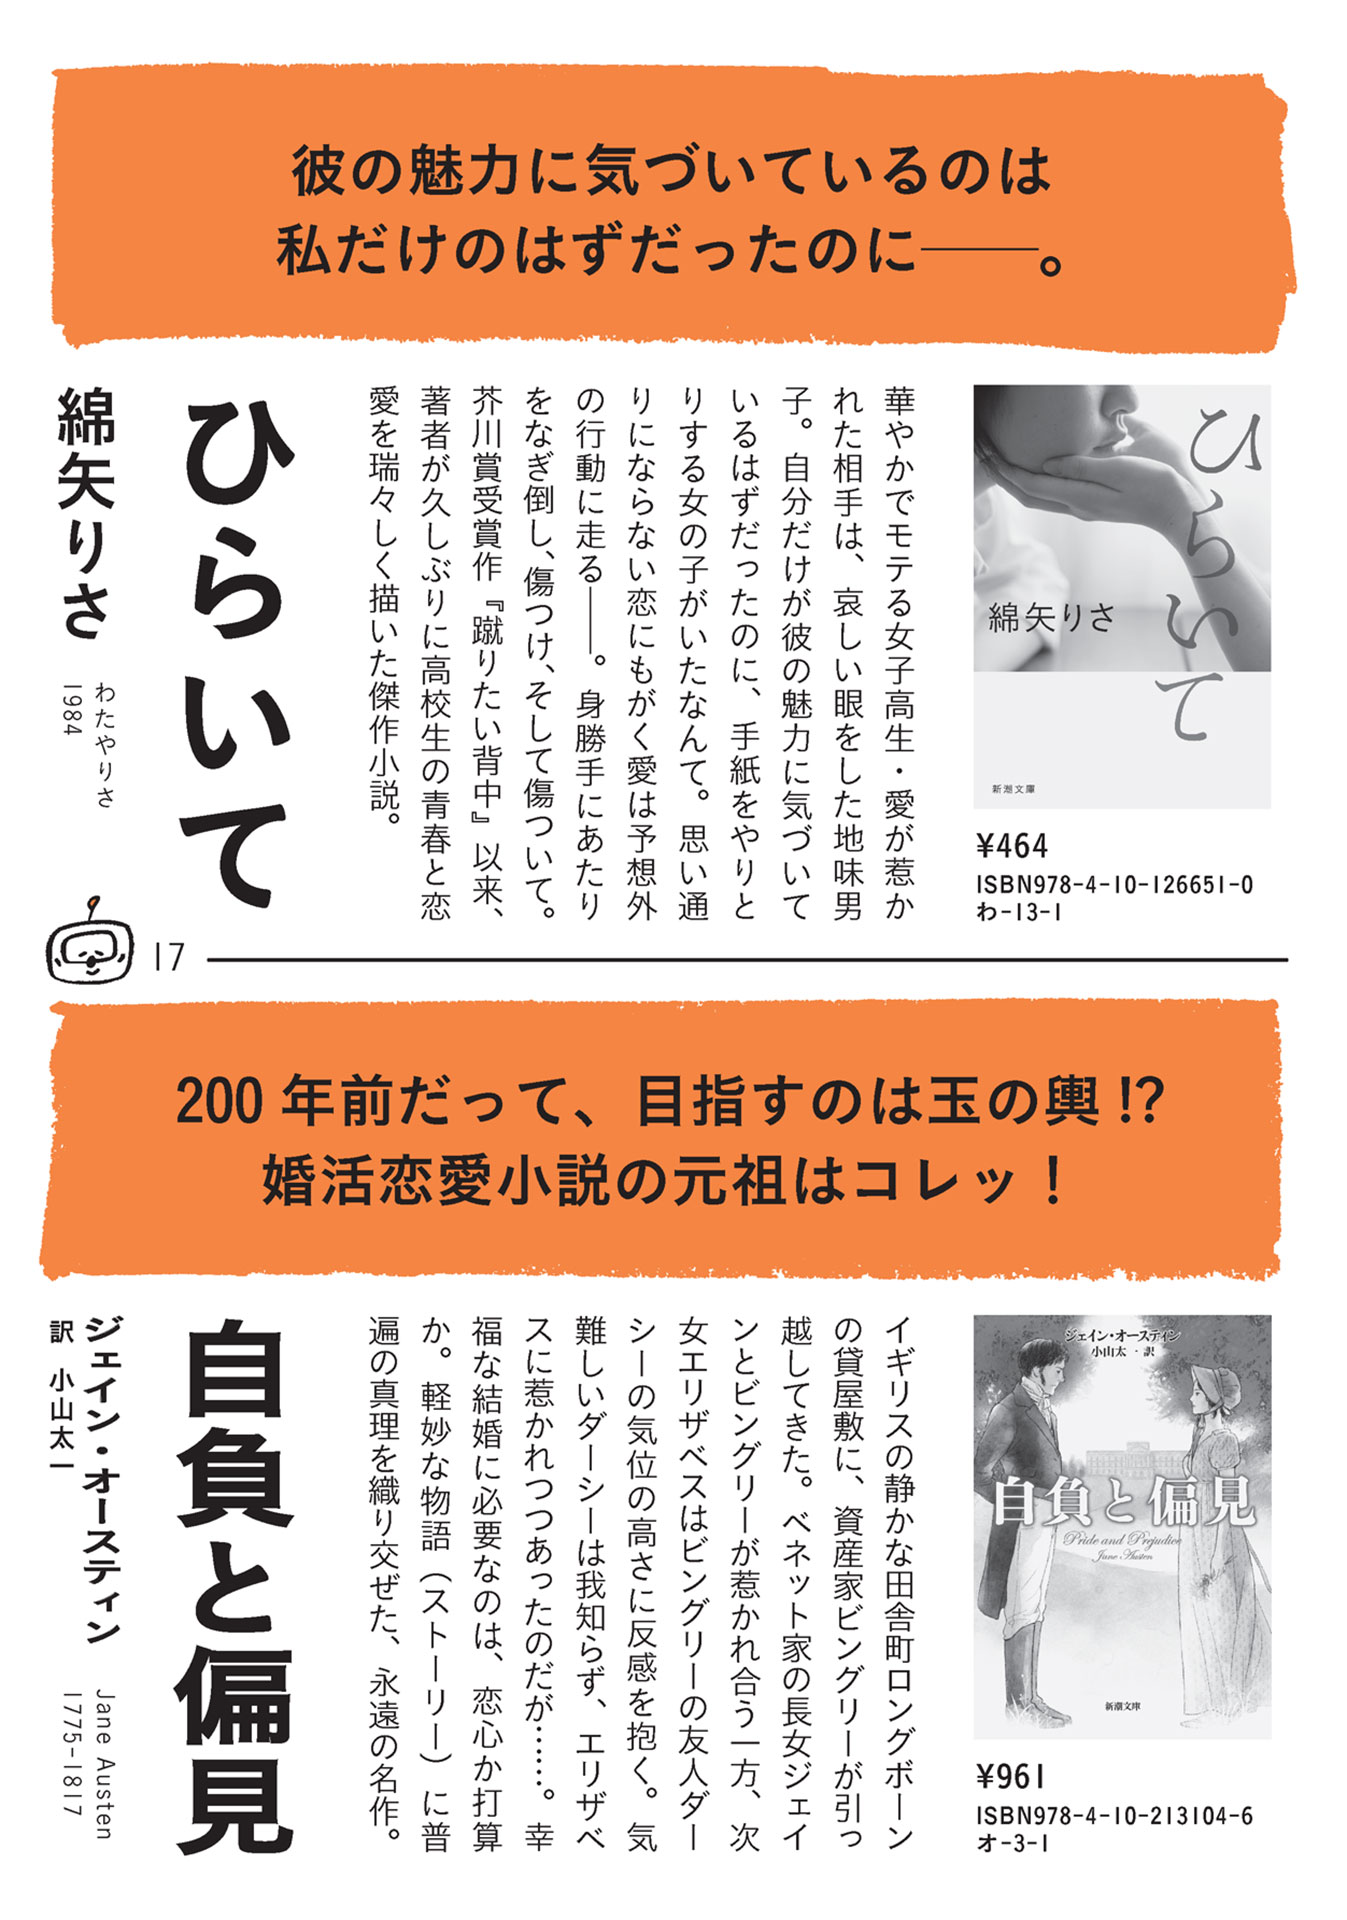 彼の魅力に気づいているのは
私だけのはずだったのに――。
ひらいて
綿矢りさ
新潮文庫
¥464
ISBN978-4-10-126651-0
わ-13-1
華やかでモテる女子高生・愛が惹か
れた相手は、哀しい眼をした地味男
子。自分だけが彼の魅力に気づいて
いるはずだったのに、手紙をやりと
りする女の子がいたなんて。思い通
りにならない恋にもがく愛は予想外
の行動に走る――。身勝手にあたり
をなぎ倒し、傷つけ、そして傷ついて。
芥川賞受賞作『蹴りたい背中』以来、
著者が久しぶりに高校生の青春と恋
愛を瑞々しく描いた傑作小説。
ひらいて
綿矢りさ
わたやりさ
1984
17
200年前だって、目指すのは玉の輿!?
婚活恋愛小説の元祖はコレッ!
ジェイン・オースティン
小山太一訳
自負と偏見
Pride and Prejudice
Jane Austen
新潮文庫
¥961
ISBN978-4-10-213104-6
オ-3-1
イギリスの静かな田舎町ロングボーン
の貸屋敷に、資産家ビングリーが引っ
越してきた。ベネット家の長女ジェイ
ンとビングリーが惹かれ合う一方、次
女エリザベスはビングリーの友人ダー
シーの気位の高さに反感を抱く。気
難しいダーシーは我知らず、エリザベ
スに惹かれつつあったのだが……。幸
福な結婚に必要なのは、恋心か打算
か。軽妙な物語（ストーリー）に普
遍の真理を織り交ぜた、永遠の名作。
自負と偏見
ジェイン・オースティン
訳 小山太一
Jane Austen
1775-1817